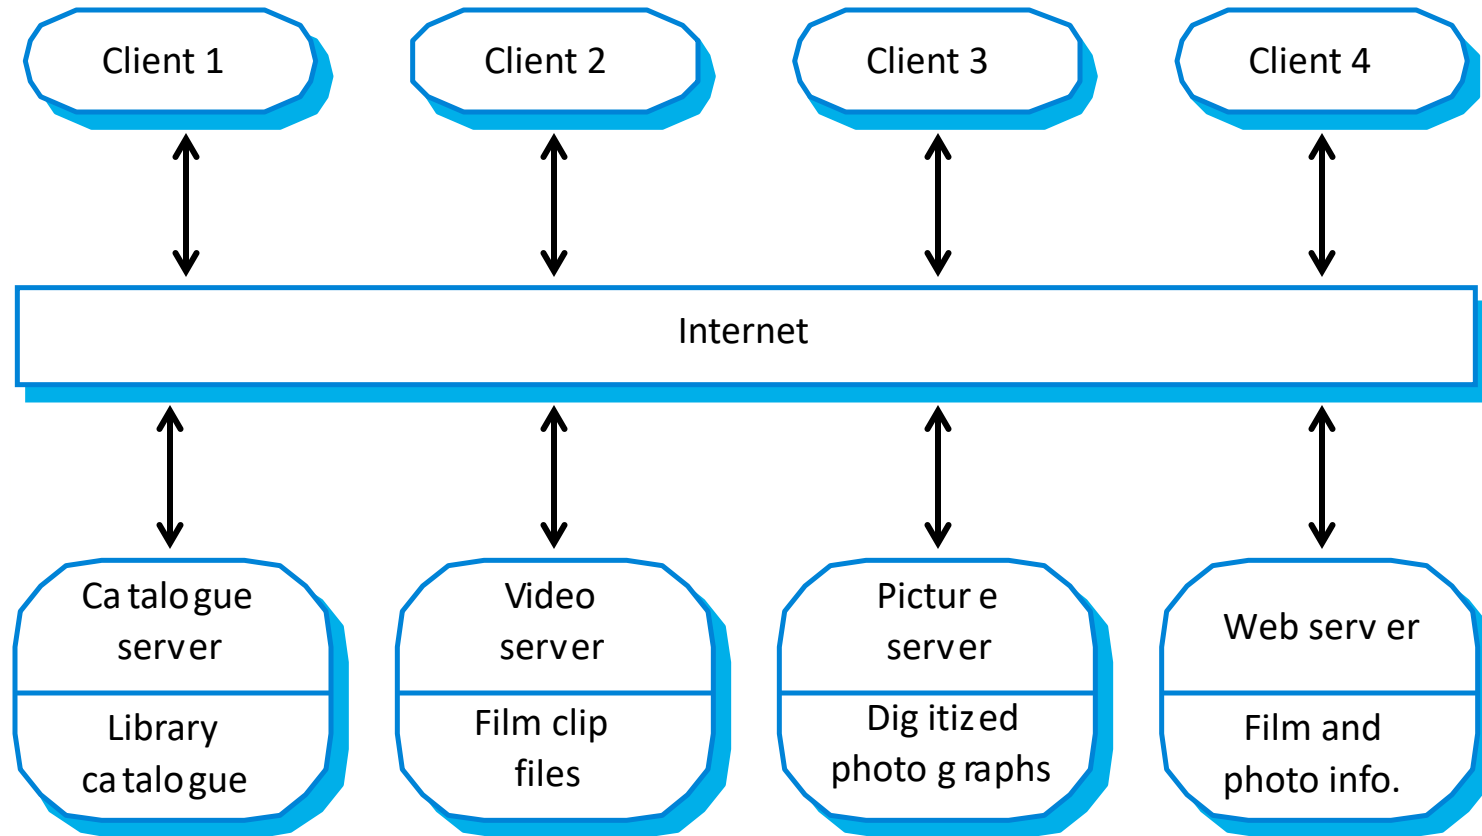 Client 1
Client 2
Client 3
Client 4
Internet
Catalogue
server
Video
server
Picture
server
Web server
Library
catalogue
Film clip
files
Digitized
photographs
Film and
photo info.